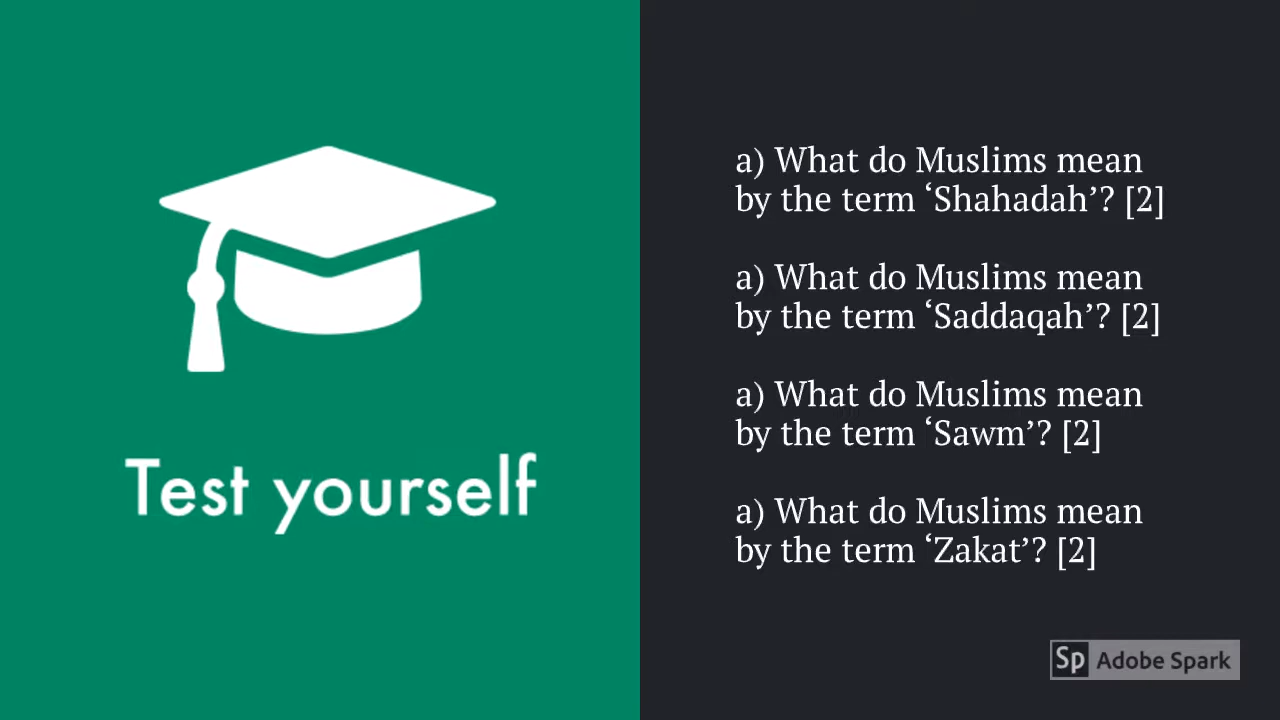 Test yourself
a) What do Muslims mean
by the term ‘Shahadah’? [2]
a) What do Muslims mean
by the term ‘Saddaqah’? [2]
a) What do Muslims mean
by the term ‘Sawm’? [2]
a) What do Muslims mean
by the term ‘Zakat’? [2]
Sp Adobe Spark